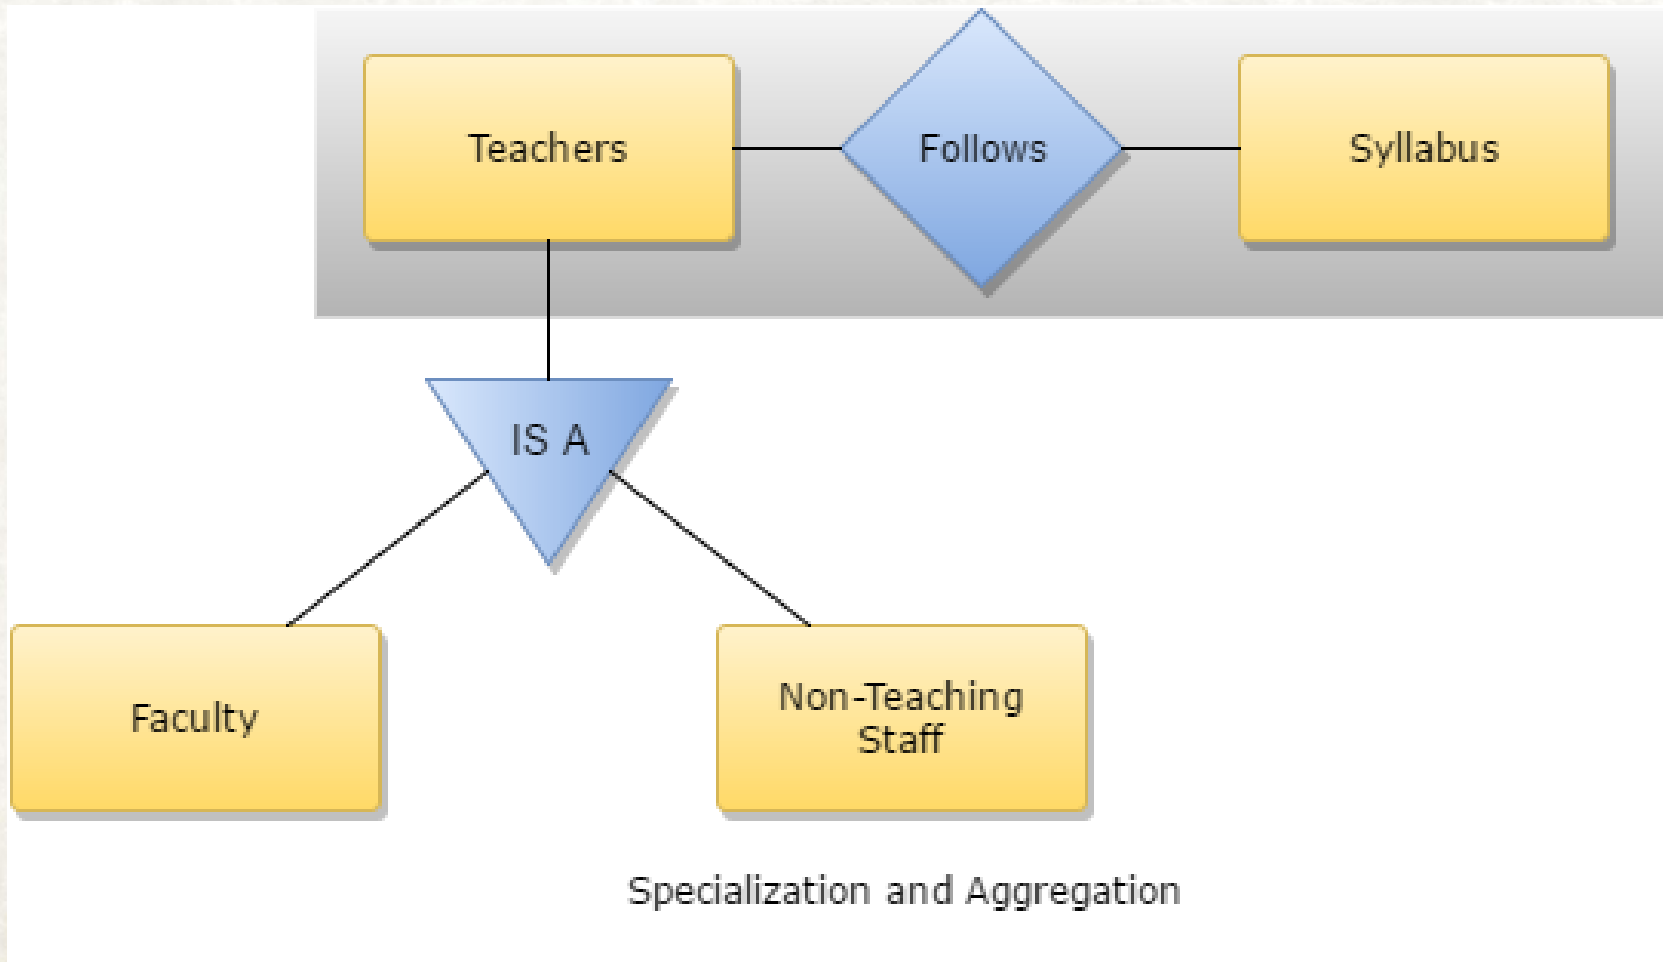 Teachers
Follows
Syllabus
IS A
Faculty
Non-Teaching
Staff
Specialization and Aggregation